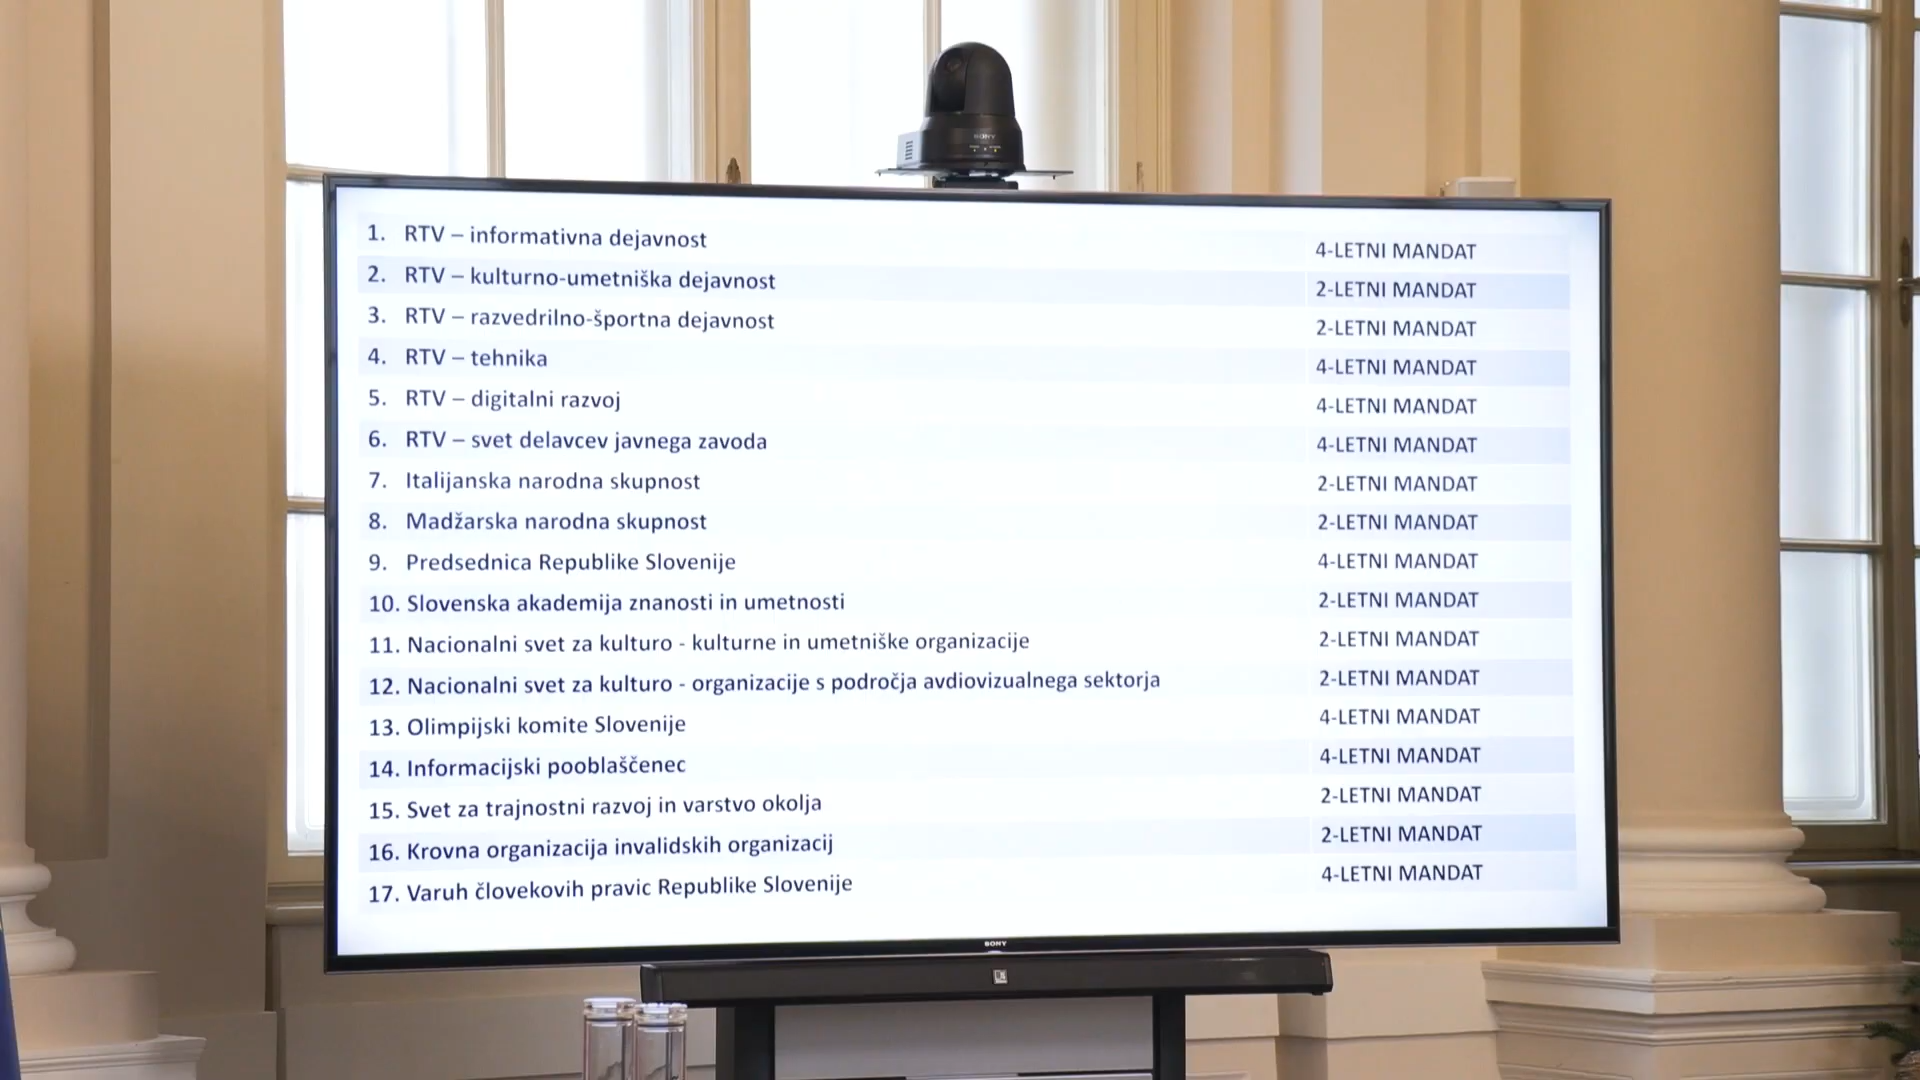 SONY
1. RTV – informativna dejavnost 4-LETNI MANDAT
2. RTV – kulturno-umetniška dejavnost 2-LETNI MANDAT
3. RTV – razvedrilno-športna dejavnost 2-LETNI MANDAT
4. RTV – tehnika 4-LETNI MANDAT
5. RTV – digitalni razvoj 4-LETNI MANDAT
6. RTV – svet delavcev javnega zavoda 4-LETNI MANDAT
7. Italijanska narodna skupnost 2-LETNI MANDAT
8. Madžarska narodna skupnost 2-LETNI MANDAT
9. Predsednica Republike Slovenije 4-LETNI MANDAT
10. Slovenska akademija znanosti in umetnosti 2-LETNI MANDAT
11. Nacionalni svet za kulturo - kulturne in umetniške organizacije 2-LETNI MANDAT
12. Nacionalni svet za kulturo - organizacije s področja avdiovizualnega sektorja 2-LETNI MANDAT
13. Olimpijski komite Slovenije 4-LETNI MANDAT
14. Informacijski pooblaščenec 4-LETNI MANDAT
15. Svet za trajnostni razvoj in varstvo okolja 2-LETNI MANDAT
16. Krovna organizacija invalidskih organizacij 2-LETNI MANDAT
17. Varuh človekovih pravic Republike Slovenije 4-LETNI MANDAT
SONY